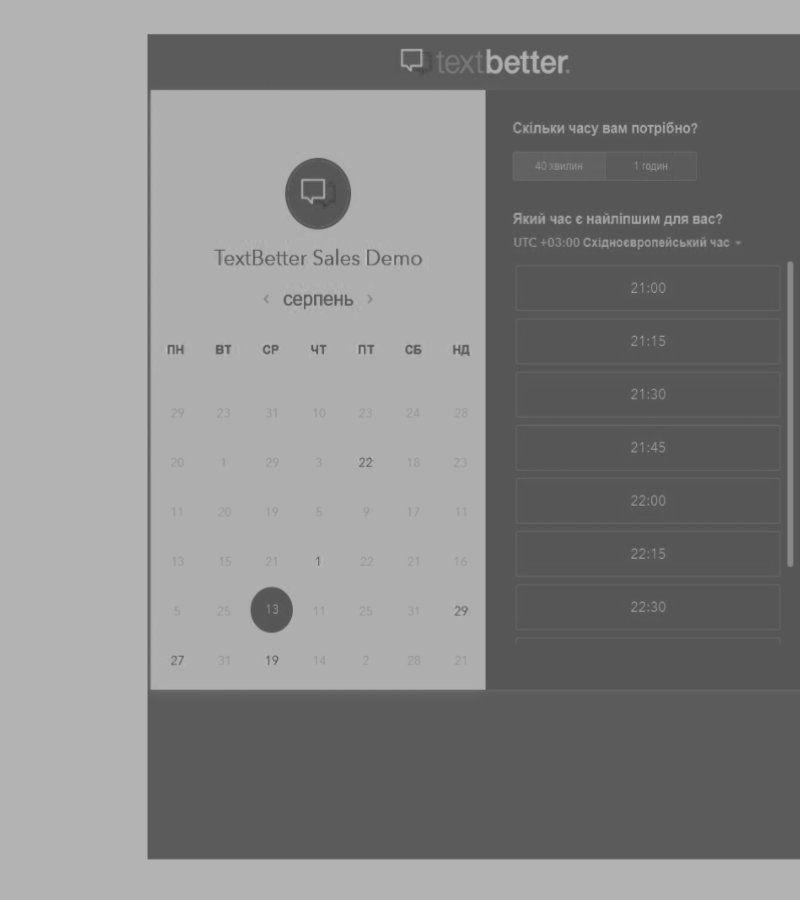 textbetter.
TextBetter Sales Demo
‹ серпень ›
ПН ВТ СР ЧТ ПТ СБ НД
29 23 31 10 23 24 28
20 1 29 3 22 18 23
11 20 19 5 9 17 11
13 15 21 1 22 21 16
5 25 13 11 25 31 29
27 31 19 14 2 28 21
Скільки часу вам потрібно?
40 хвилин 1 годин
Який час є найліпшим для вас?
UTC +03:00 Східноєвропейський час
21:00
21:15
21:30
21:45
22:00
22:15
22:30